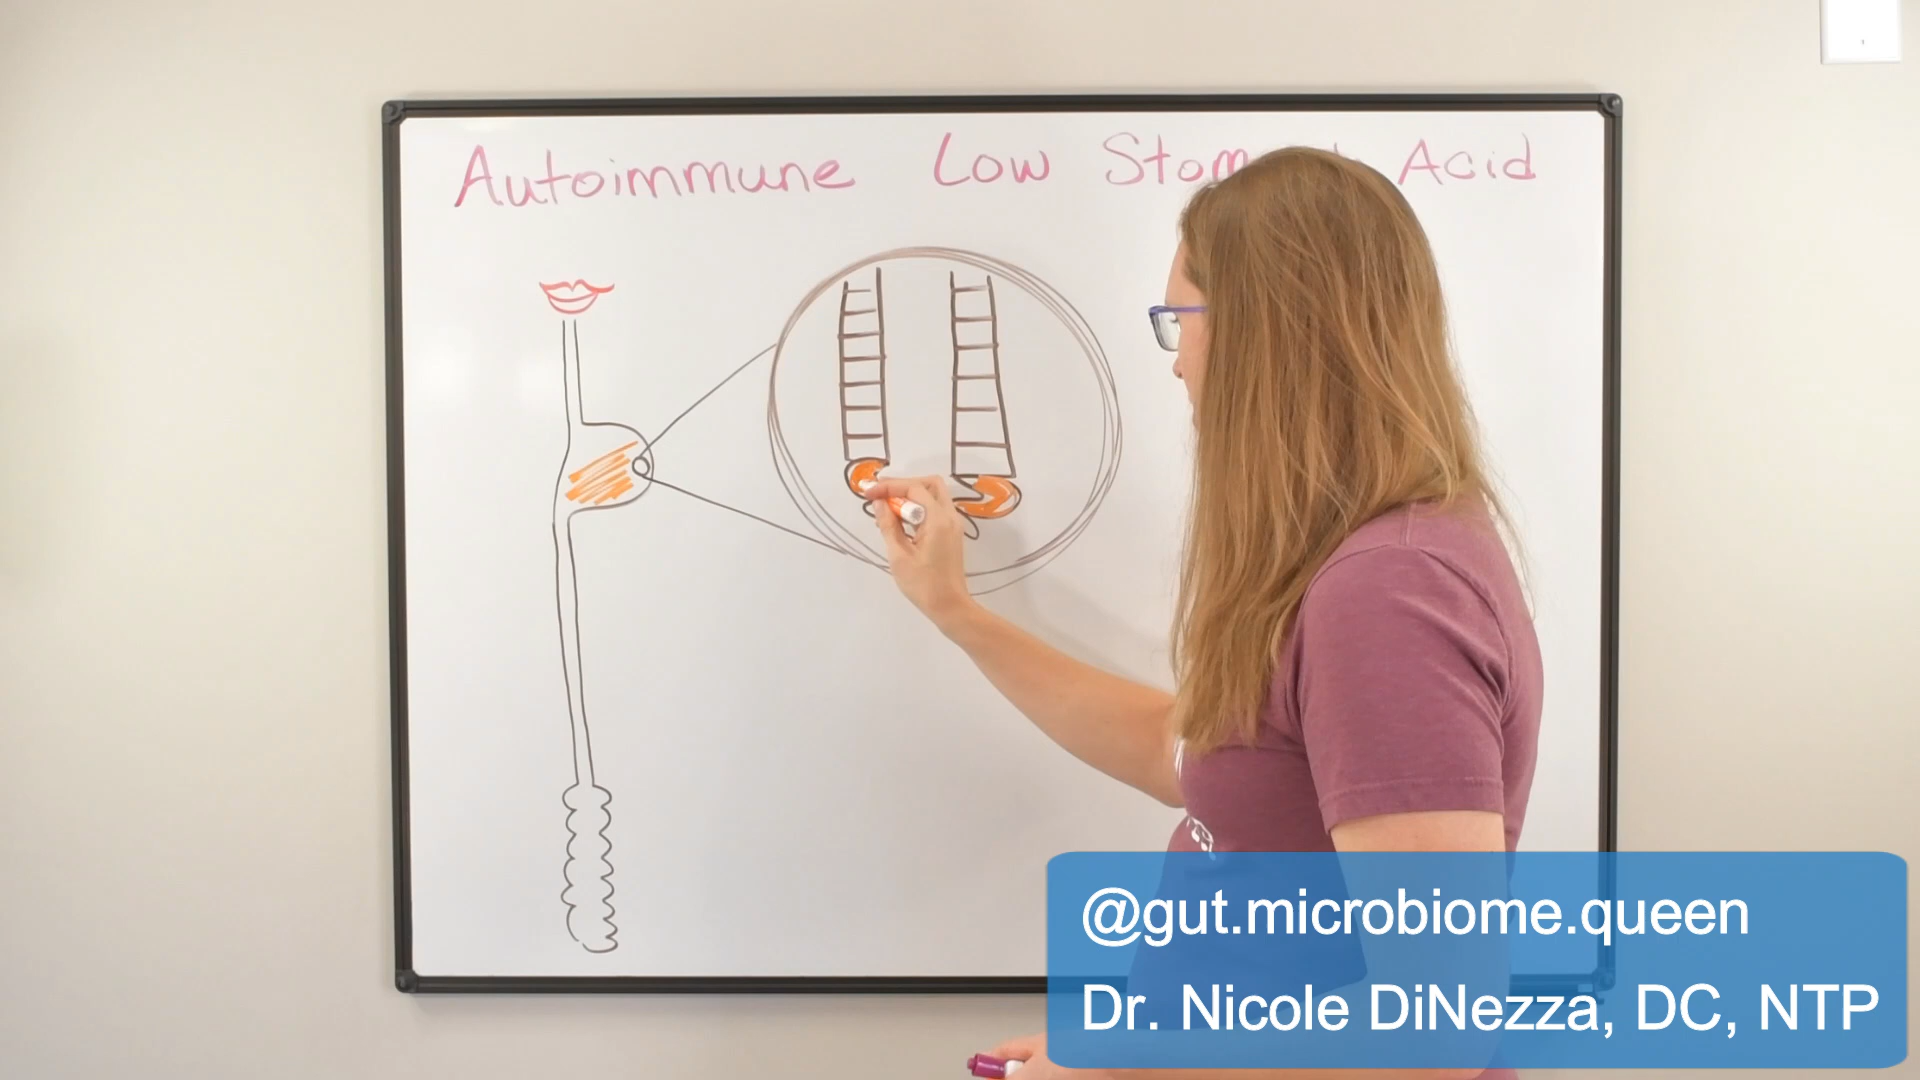 Autoimmune Low Stom Acid
@gut.microbiome.queen
Dr. Nicole DiNezza, DC, NTP